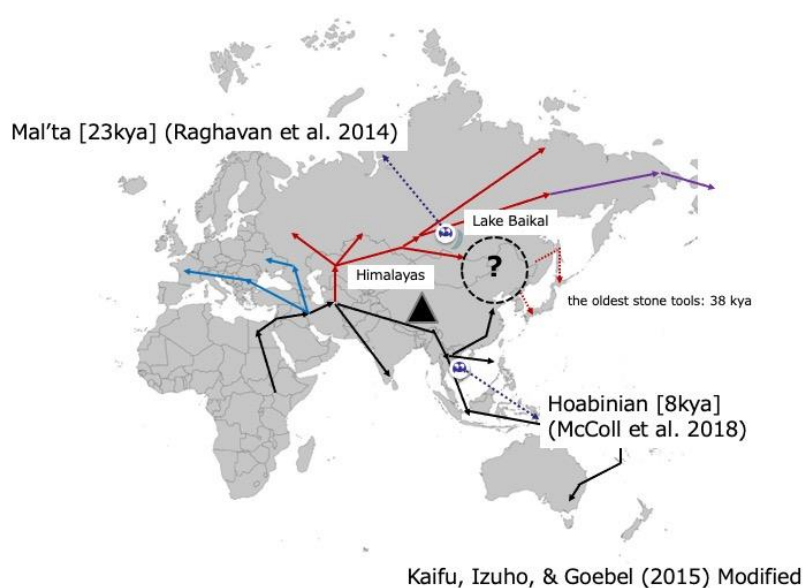 Mal’ta [23kya] (Raghavan et al. 2014)
Lake Baikal
Himalayas
?
the oldest stone tools: 38 kya
Hoabinian [8kya]
(McColl et al. 2018)
Kaifu, Izuho, & Goebel (2015) Modified